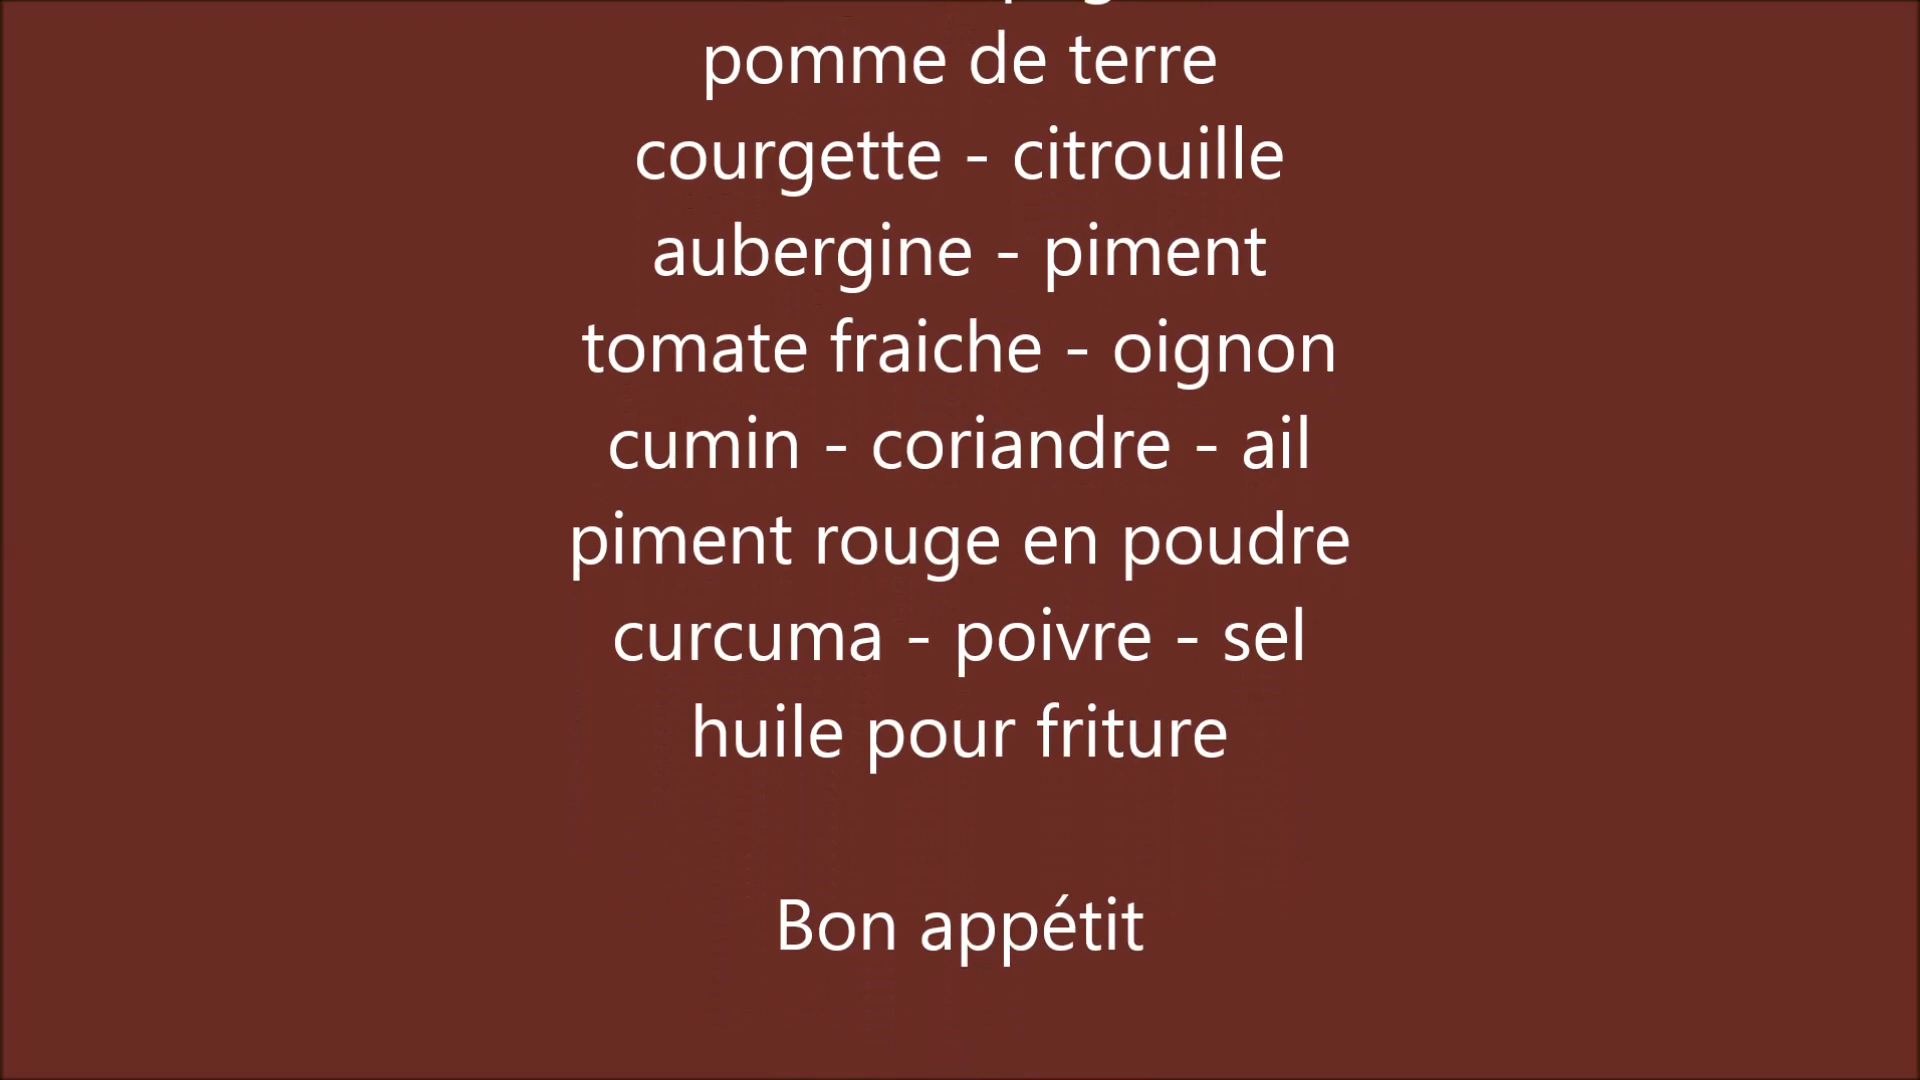 pomme de terre
courgette - citrouille
aubergine - piment
tomate fraiche - oignon
cumin - coriandre - ail
piment rouge en poudre
curcuma - poivre - sel
huile pour friture
Bon appétit